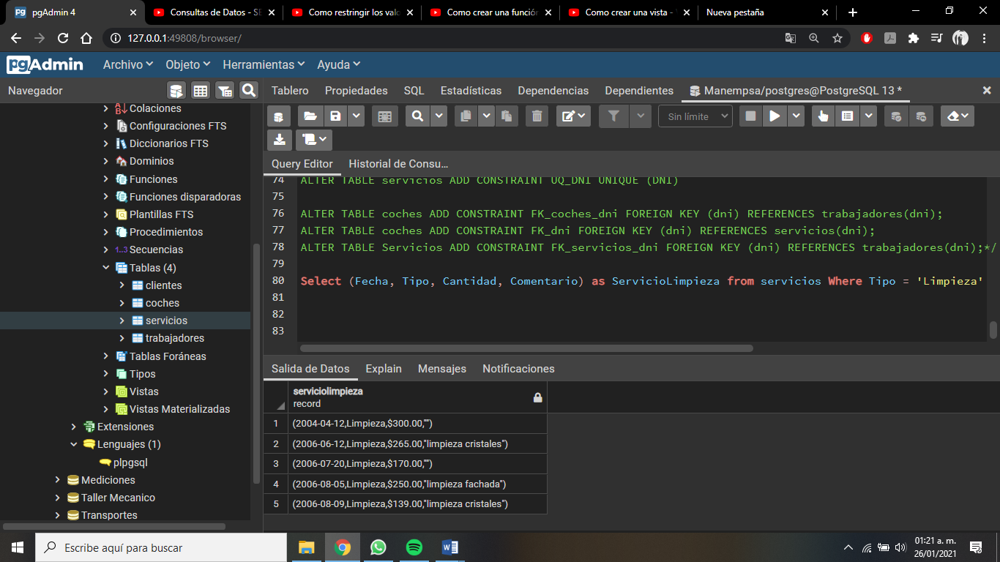 pgAdmin 4
Consultas de Datos - SE
Como restringir los valo
Como crear una función
Como crear una vista -
Nueva pestaña
127.0.0.1:49808/browser/
pgAdmin
Archivo
Objeto
Herramientas
Ayuda
Navegador
Tablero
Propiedades
SQL
Estadísticas
Dependencias
Dependientes
Manempsa/postgres@PostgreSQL 13 *
Sin límite
Colaciones
Configuraciones FTS
Diccionarios FTS
Dominios
Funciones
Funciones disparadoras
Plantillas FTS
Procedimientos
1..3 Secuencias
Tablas (4)
clientes
coches
servicios
trabajadores
Tablas Foráneas
Tipos
Vistas
Vistas Materializadas
Extensiones
Lenguajes (1)
plpgsql
Mediciones
Taller Mecanico
Transportes
Query Editor
Historial de Consu...
74 ALTER TABLE servicios ADD CONSTRAINT UQ_DNI UNIQUE (DNI)
75
76 ALTER TABLE coches ADD CONSTRAINT FK_coches_dni FOREIGN KEY (dni) REFERENCES trabajadores(dni);
77 ALTER TABLE coches ADD CONSTRAINT FK_dni FOREIGN KEY (dni) REFERENCES servicios(dni);
78 ALTER TABLE Servicios ADD CONSTRAINT FK_servicios_dni FOREIGN KEY (dni) REFERENCES trabajadores(dni);*/
79
80 Select (Fecha, Tipo, Cantidad, Comentario) as ServicioLimpieza from servicios Where Tipo = 'Limpieza'
81
82
83
Salida de Datos
Explain
Mensajes
Notificaciones
serviciolimpieza
record
1 (2004-04-12,Limpieza,$300.00,"")
2 (2006-06-12,Limpieza,$265.00,"limpieza cristales")
3 (2006-07-20,Limpieza,$170.00,"")
4 (2006-08-05,Limpieza,$250.00,"limpieza fachada")
5 (2006-08-09,Limpieza,$139.00,"limpieza cristales")
Escribe aquí para buscar
01:21 a. m.
26/01/2021